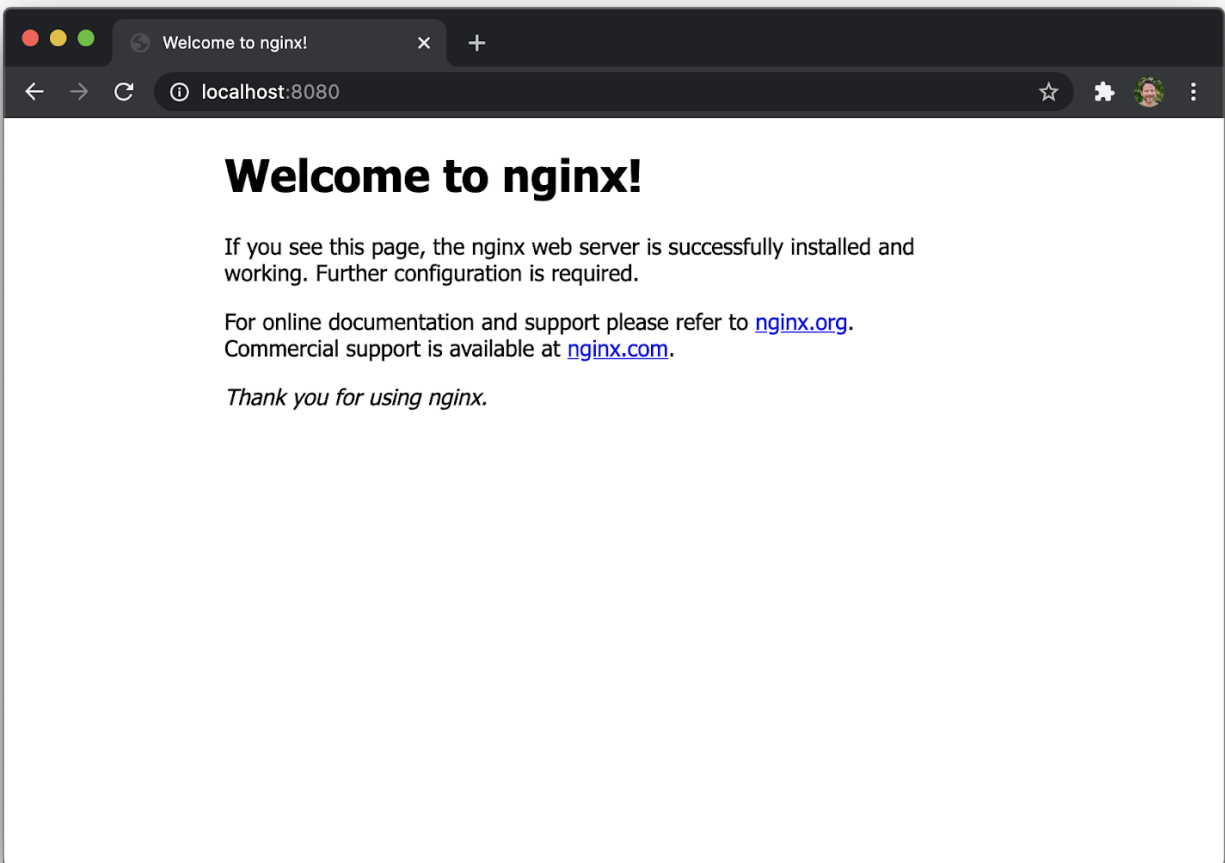 Welcome to nginx!
localhost:8080
Welcome to nginx!
If you see this page, the nginx web server is successfully installed and
working. Further configuration is required.
For online documentation and support please refer to nginx.org.
Commercial support is available at nginx.com.
Thank you for using nginx.